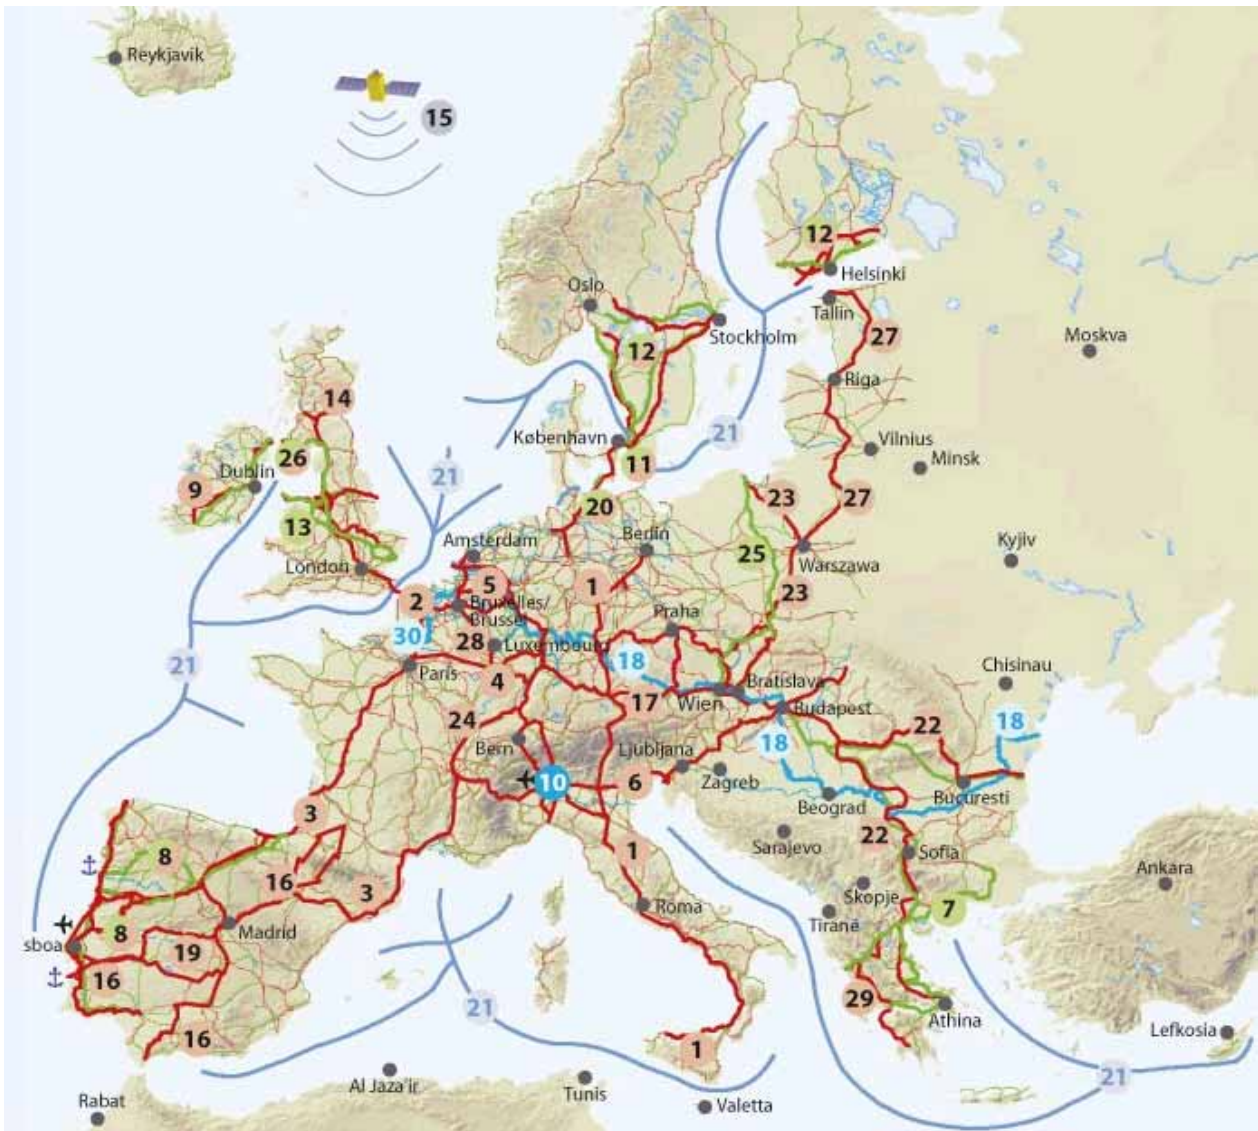 Reykjavík
15
12
Helsinki
Oslo
Tallin
Stockholm
27
Moskva
12
Riga
14
København
21
Vilnius
26
11
Minsk
Dublin
21
9
23
27
20
13
Amsterdam
Berlin
25
Warszawa
Kyjiv
London
5
1
23
2
Bruxelles/
Brussel
Praha
30
28
Luxembourg
18
21
Paris
4
Bratislava
Chisinau
17
Wien
Budapest
24
22
18
Bern
Ljubljana
18
10
6
Zagreb
Beograd
Bucuresti
3
22
8
1
Sarajevo
Sofia
Ankara
16
3
Skopje
Roma
7
8
Madrid
Tiranë
sboa
19
16
21
29
Athina
16
1
Lefkosia
Al Jaza'ir
Tunis
21
Rabat
Valetta